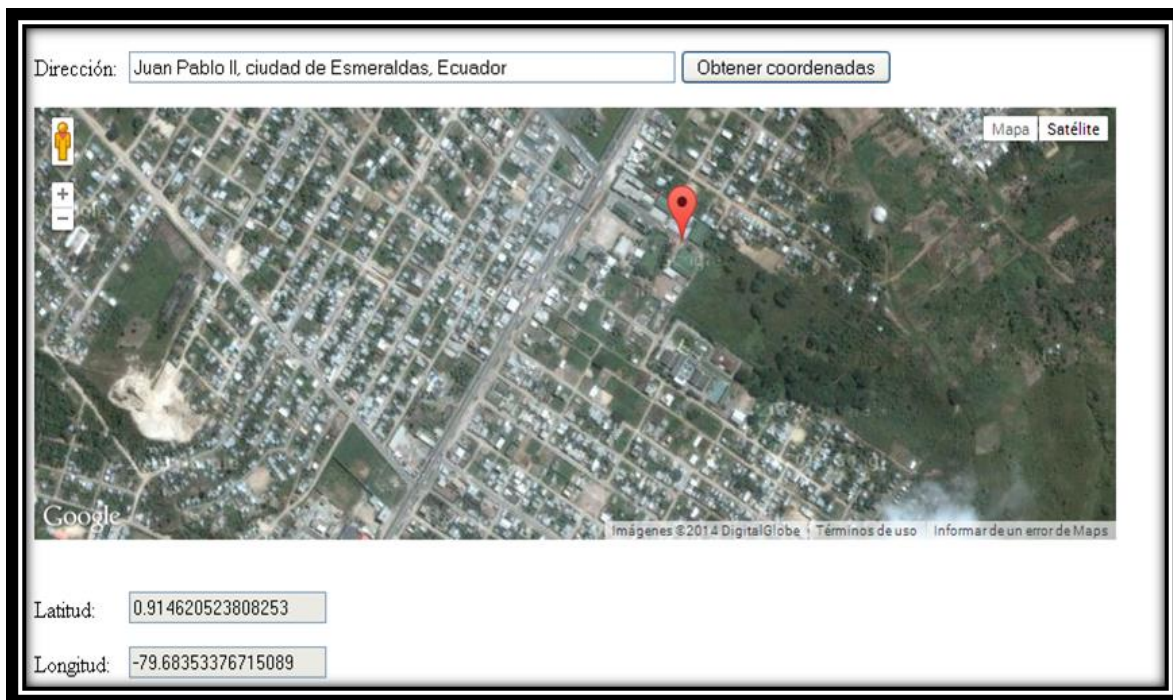 Dirección: Juan Pablo II, ciudad de Esmeraldas, Ecuador Obtener coordenadas
Mapa Satélite
+
−
Google
Imágenes ©2014 DigitalGlobe Términos de uso Informar de un error de Maps
Latitud: 0.914620523808253
Longitud: -79.68353376715089